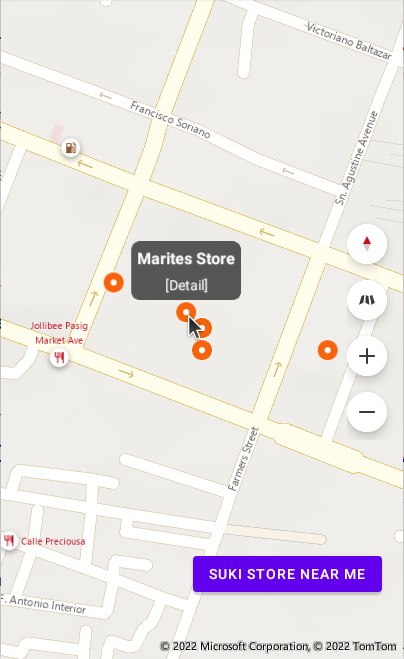 Victoriano Baltazar
Francisco Soriano
Sn. Agustine Avenue
Marites Store
[Detail]
Jollibee Pasig
Market Ave
Farmers Street
Calle Preciousa
F. Antonio Interior
SUKI STORE NEAR ME
© 2022 Microsoft Corporation, © 2022 TomTom